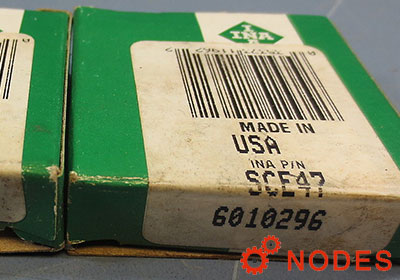 INA
MADE IN
USA
INA P/N
SCE47
6010296
NODES